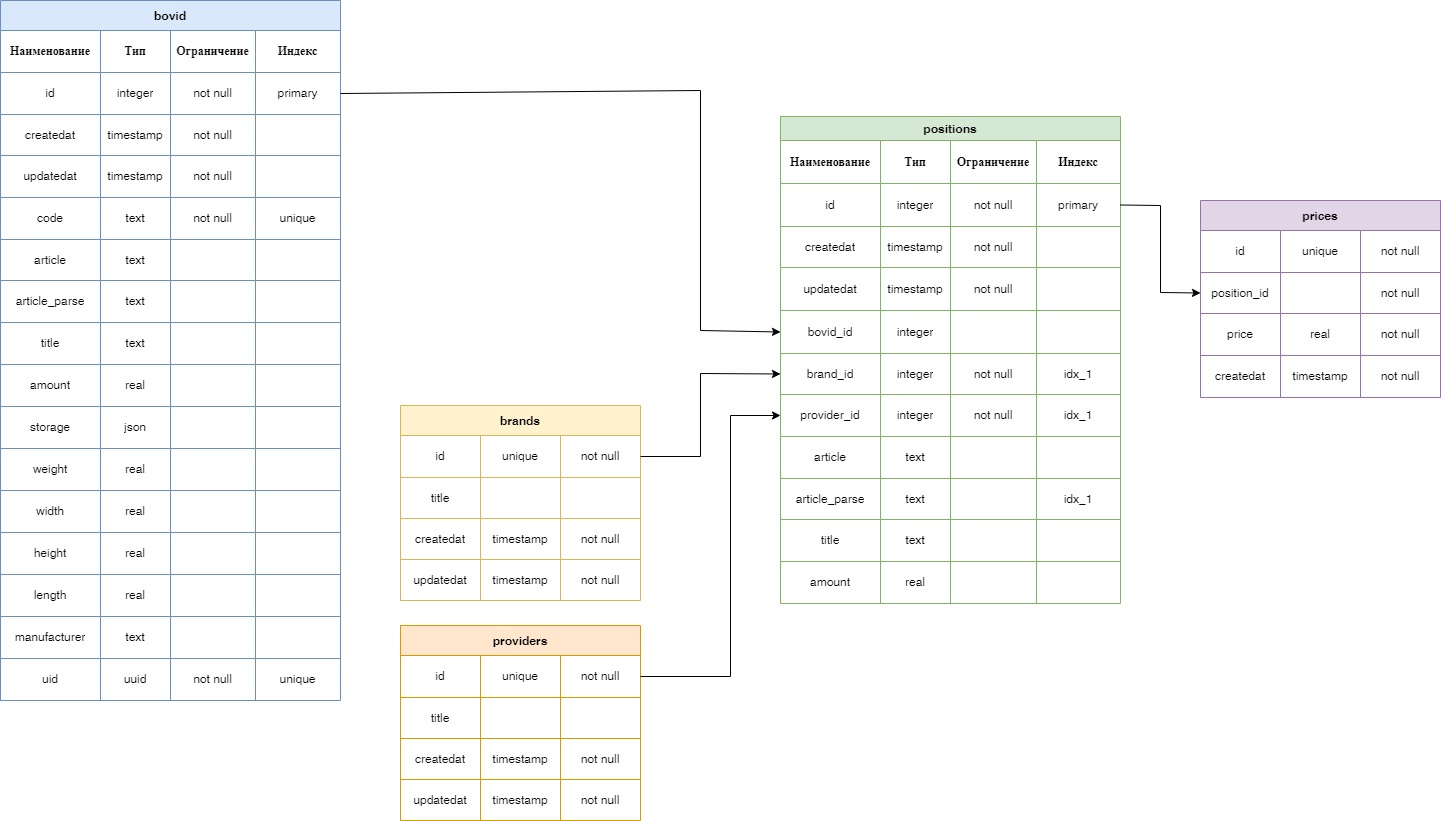 bovid
Наименование Тип Ограничение Индекс
id integer not null primary
createdat timestamp not null
updatedat timestamp not null
code text not null unique
article text
article_parse text
title text
amount real
storage json
weight real
width real
height real
length real
manufacturer text
uid uuid not null unique
brands
id unique not null
title
createdat timestamp not null
updatedat timestamp not null
providers
id unique not null
title
createdat timestamp not null
updatedat timestamp not null
positions
Наименование Тип Ограничение Индекс
id integer not null primary
createdat timestamp not null
updatedat timestamp not null
bovid_id integer
brand_id integer not null idx_1
provider_id integer not null idx_1
article text
article_parse text idx_1
title text
amount real
prices
id unique not null
position_id not null
price real not null
createdat timestamp not null